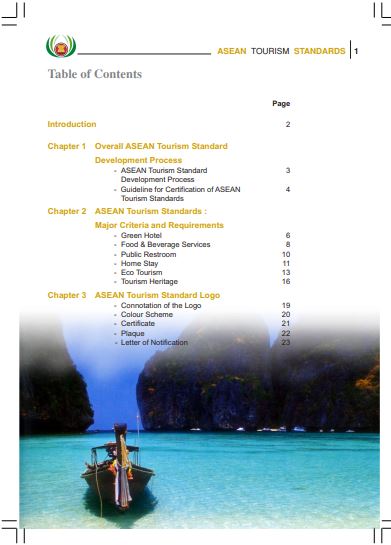 ASEAN TOURISM STANDARDS 1
Table of Contents
Page
Introduction 2
Chapter 1 Overall ASEAN Tourism Standard
Development Process
- ASEAN Tourism Standard 3
Development Process
- Guideline for Certification of ASEAN 4
Tourism Standards
Chapter 2 ASEAN Tourism Standards :
Major Criteria and Requirements
- Green Hotel 6
- Food & Beverage Services 8
- Public Restroom 10
- Home Stay 11
- Eco Tourism 13
- Tourism Heritage 16
Chapter 3 ASEAN Tourism Standard Logo
- Connotation of the Logo 19
- Colour Scheme 20
- Certificate 21
- Plaque 22
- Letter of Notification 23